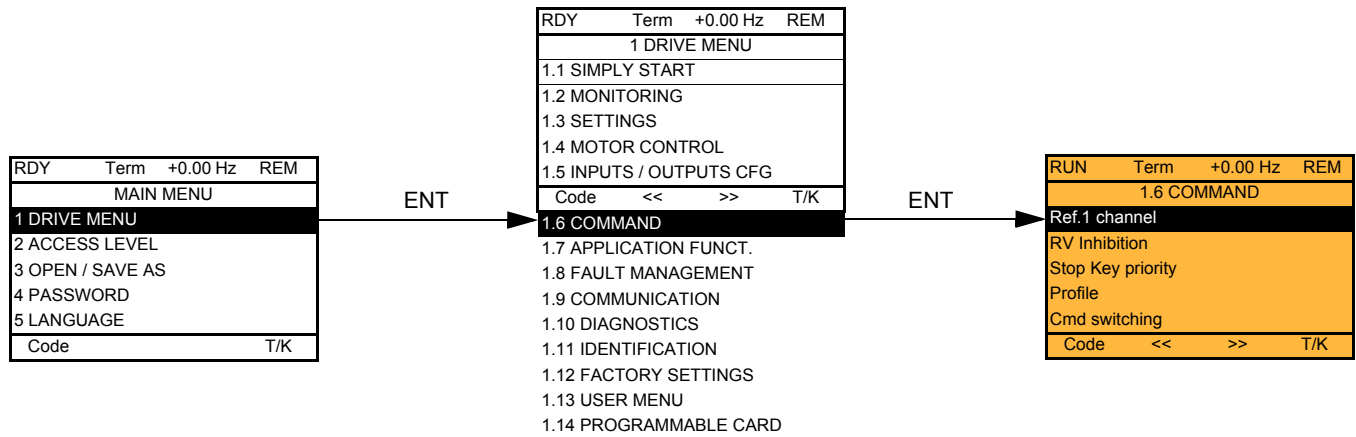 RDY Term +0.00 Hz REM
MAIN MENU
1 DRIVE MENU
2 ACCESS LEVEL
3 OPEN / SAVE AS
4 PASSWORD
5 LANGUAGE
Code T/K
ENT
RDY Term +0.00 Hz REM
1 DRIVE MENU
1.1 SIMPLY START
1.2 MONITORING
1.3 SETTINGS
1.4 MOTOR CONTROL
1.5 INPUTS / OUTPUTS CFG
Code << >> T/K
1.6 COMMAND
1.7 APPLICATION FUNCT.
1.8 FAULT MANAGEMENT
1.9 COMMUNICATION
1.10 DIAGNOSTICS
1.11 IDENTIFICATION
1.12 FACTORY SETTINGS
1.13 USER MENU
1.14 PROGRAMMABLE CARD
ENT
RUN Term +0.00 Hz REM
1.6 COMMAND
Ref.1 channel
RV Inhibition
Stop Key priority
Profile
Cmd switching
Code << >> T/K